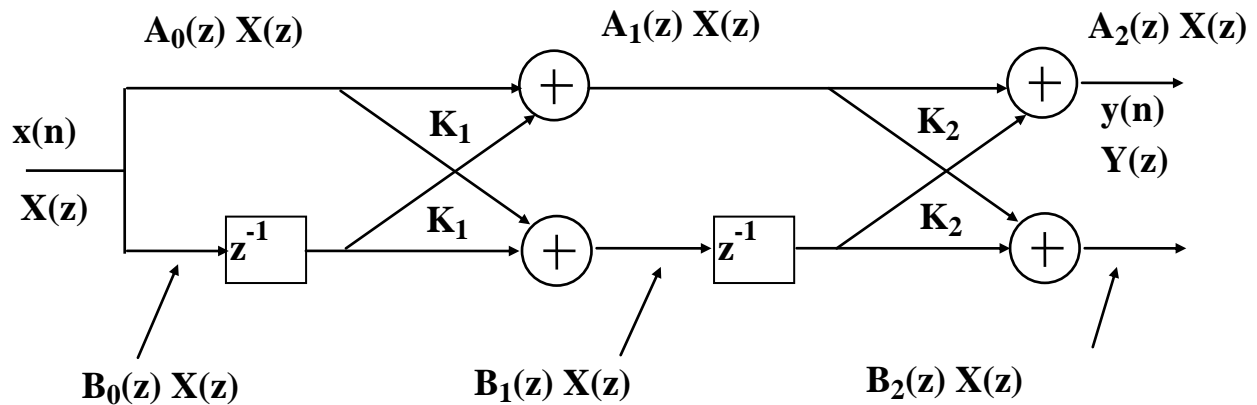 A₀(z) X(z)
A₁(z) X(z)
A₂(z) X(z)
+
+
x(n)
K₁
K₂
y(n)
Y(z)
X(z)
K₁
K₂
z⁻¹
+
z⁻¹
+
B₀(z) X(z)
B₁(z) X(z)
B₂(z) X(z)